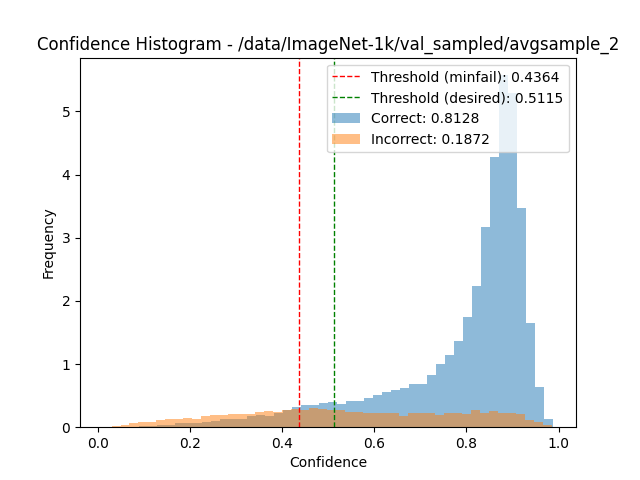 Confidence Histogram - /data/ImageNet-1k/val_sampled/avgsample_2
Threshold (minfail): 0.4364
Threshold (desired): 0.5115
Correct: 0.8128
Incorrect: 0.1872
5
4
3
2
1
0
Frequency
0.0 0.2 0.4 0.6 0.8 1.0
Confidence